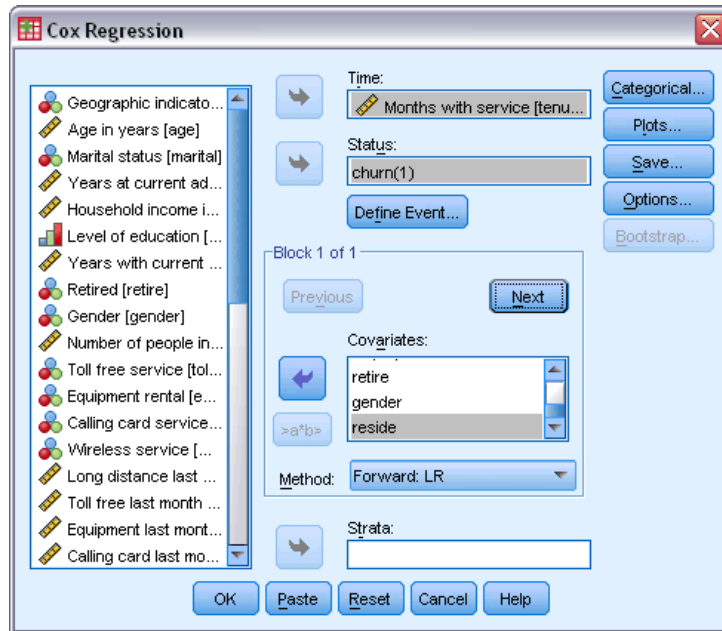 Cox Regression
Geographic indicato...
Age in years [age]
Marital status [marital]
Years at current ad...
Household income i...
Level of education [...
Years with current ...
Retired [retire]
Gender [gender]
Number of people in...
Toll free service [tol...
Equipment rental [e...
Calling card service...
Wireless service [...
Long distance last ...
Toll free last month ...
Equipment last mont...
Calling card last mo...
Time:
Months with service [tenu...
Status:
churn(1)
Define Event...
Block 1 of 1
Previous
Next
Covariates:
retire
gender
reside
>a*b>
Method:
Forward: LR
Strata:
Categorical...
Plots...
Save...
Options...
Bootstrap...
OK
Paste
Reset
Cancel
Help